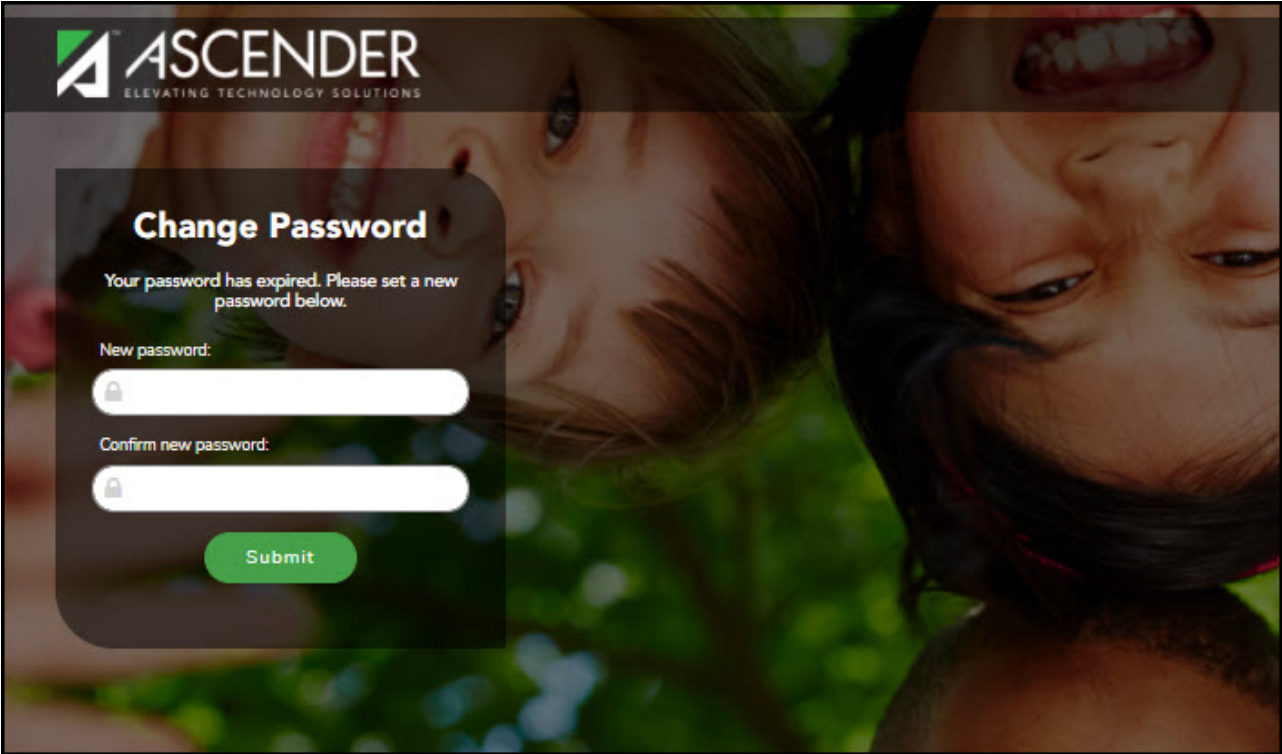 ASCENDER
ELEVATING TECHNOLOGY SOLUTIONS
Change Password
Your password has expired. Please set a new
password below.
New password:
Confirm new password:
Submit